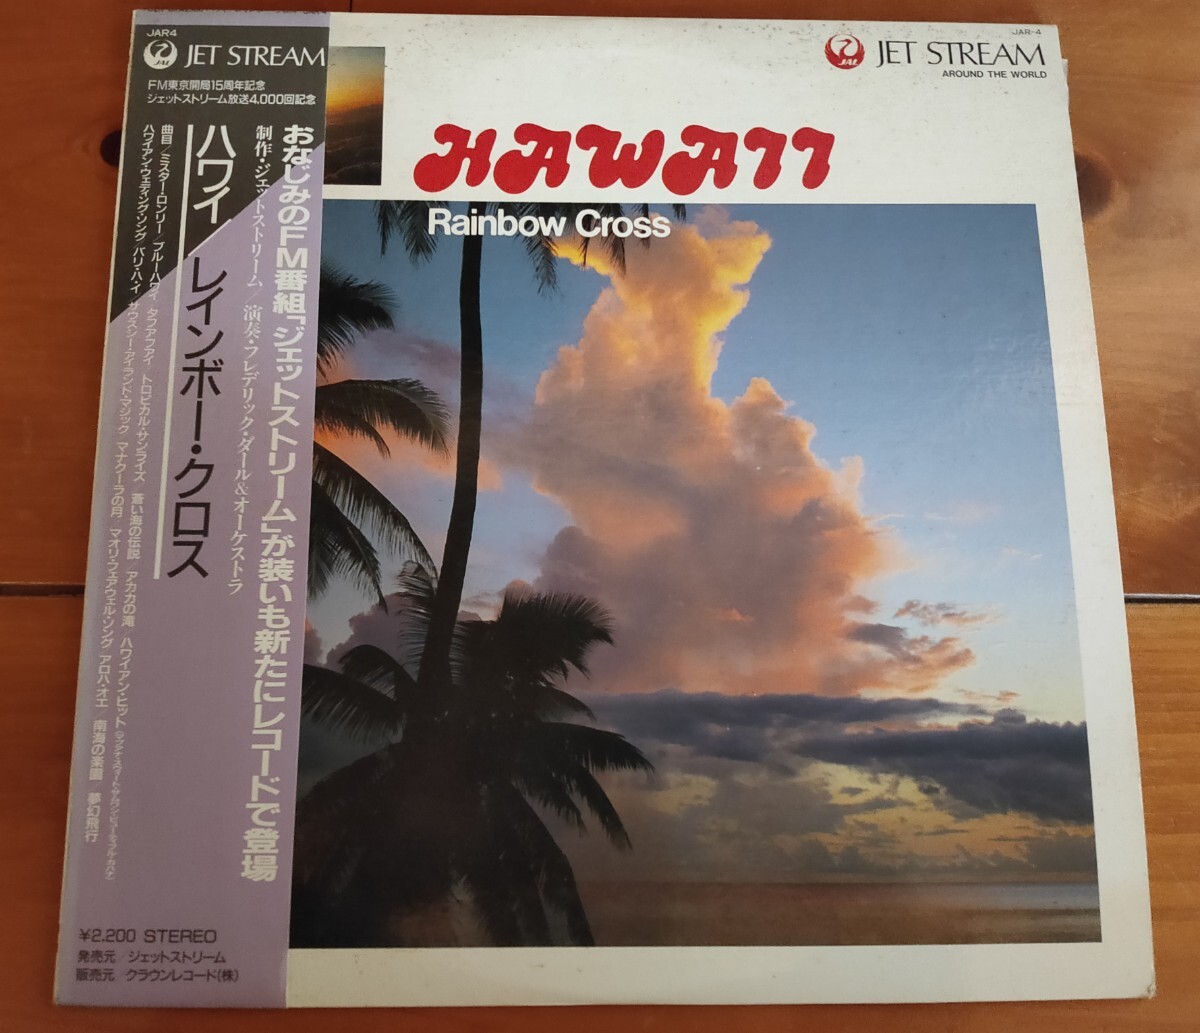 JAR4
JAL
JET STREAM
FM東京開局15周年記念
ジェットストリーム放送4,000回記念
おなじみのFM番組「ジェットストリーム」が装いも新たにレコードで登場
制作・ジェットストリーム/演奏・フレデリック・ダール&オーケストラ
ハワイ/レインボー・クロス
曲目/ミスター・ロンリー/ブルーハワイ/タファアファイ/トロピカル・サンライズ/蒼い海の伝説/アカカの滝/ハワイアン・ヒット
ハワイアン・ウェディング・ソング/バリ・ハ・イ/サウスシー・アイランド・マジック/マナクーラの月/マオリ・フェアウェル・ソング/アロハ・オエ/南海の楽園/夢幻飛行
¥2.200 STEREO
発売元/ジェットストリーム
販売元/クラウンレコード(株)
JAR-4
JAL
JET STREAM
AROUND THE WORLD
HAWAII
Rainbow Cross